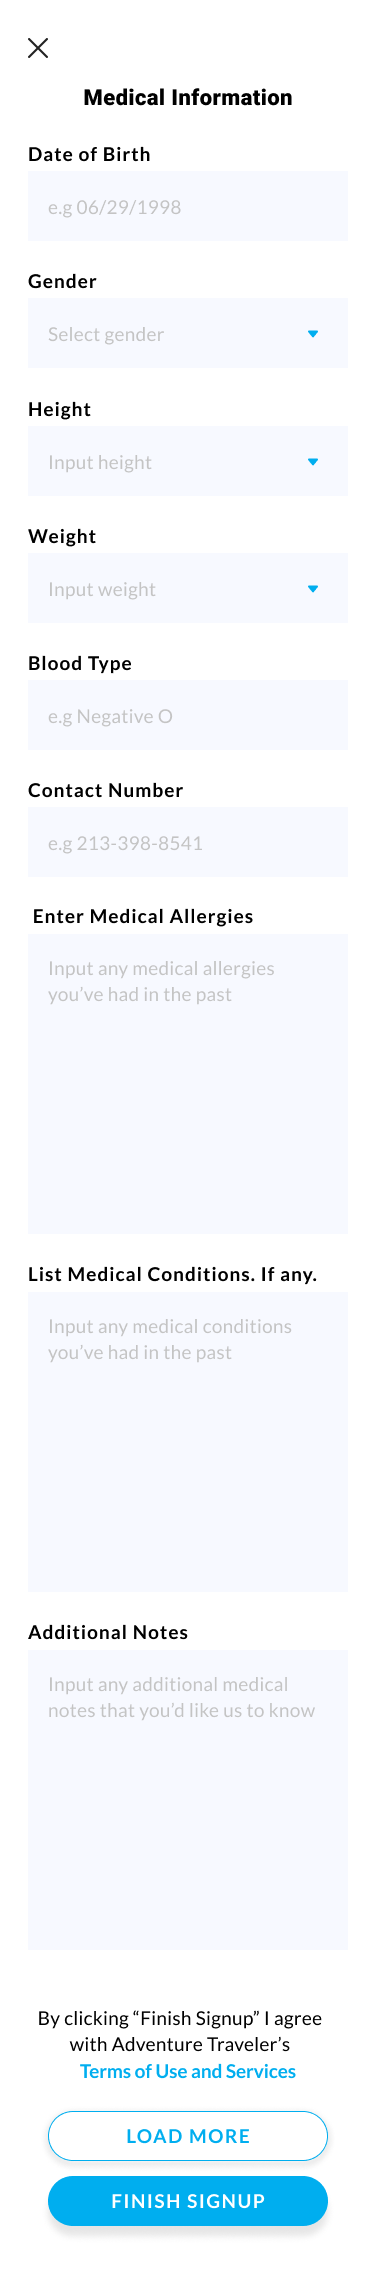 Medical Information
Date of Birth
e.g 06/29/1998
Gender
Select gender
Height
Input height
Weight
Input weight
Blood Type
e.g Negative O
Contact Number
e.g 213-398-8541
Enter Medical Allergies
Input any medical allergies
you’ve had in the past
List Medical Conditions. If any.
Input any medical conditions
you’ve had in the past
Additional Notes
Input any additional medical
notes that you’d like us to know
By clicking “Finish Signup” I agree
with Adventure Traveler’s
Terms of Use and Services
LOAD MORE
FINISH SIGNUP